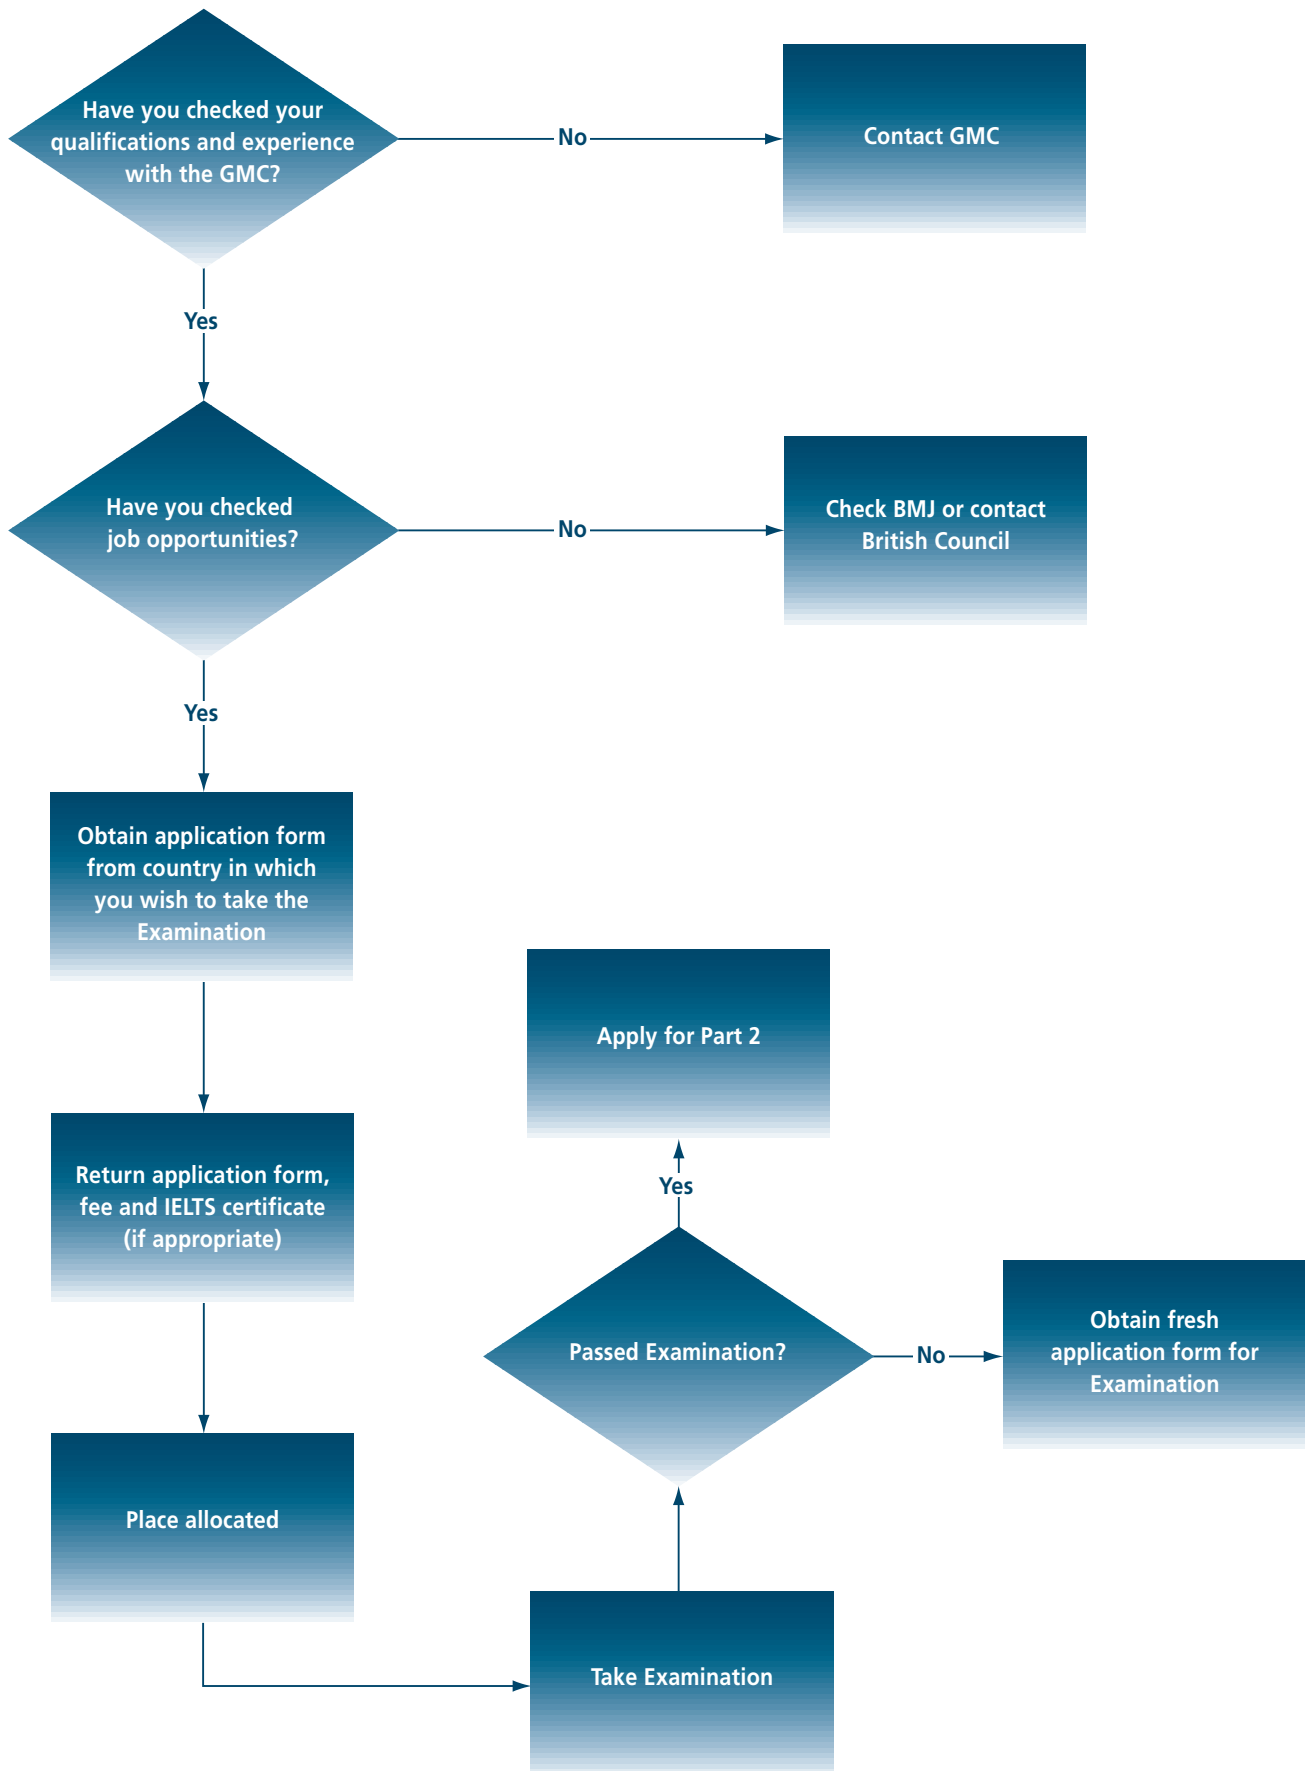 Have you checked your
qualifications and experience
with the GMC?
No
Contact GMC
Yes
Have you checked
job opportunities?
No
Check BMJ or contact
British Council
Yes
Obtain application form
from country in which
you wish to take the
Examination
Return application form,
fee and IELTS certificate
(if appropriate)
Place allocated
Take Examination
Passed Examination?
Yes
Apply for Part 2
No
Obtain fresh
application form for
Examination